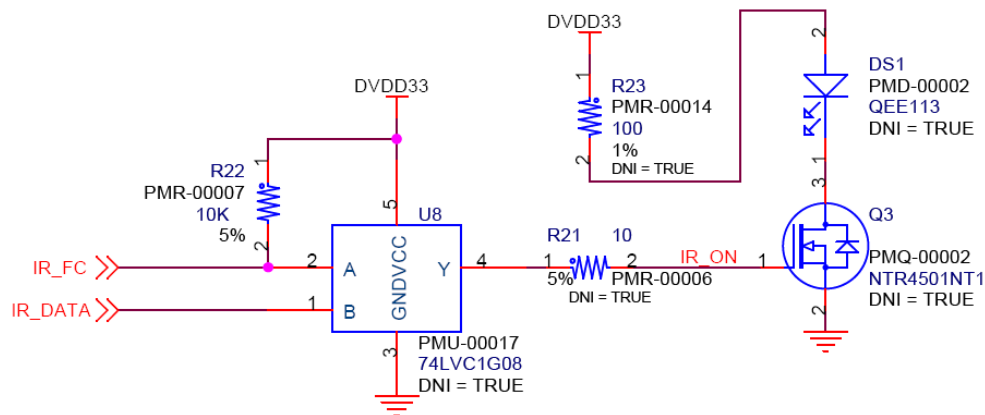 DVDD33
2
DS1
PMD-00002
QEE113
DNI = TRUE
1
R23
PMR-00014
100
1%
DNI = TRUE
2
1
3
DVDD33
1
R22
PMR-00007
10K
5%
2
5
U8
Q3
PMQ-00002
NTR4501NT1
DNI = TRUE
2
IR_FC
2
A
GNDVCC
Y
4
R21
10
1
2
5%
PMR-00006
DNI = TRUE
IR_ON
1
IR_DATA
1
B
3
PMU-00017
74LVC1G08
DNI = TRUE